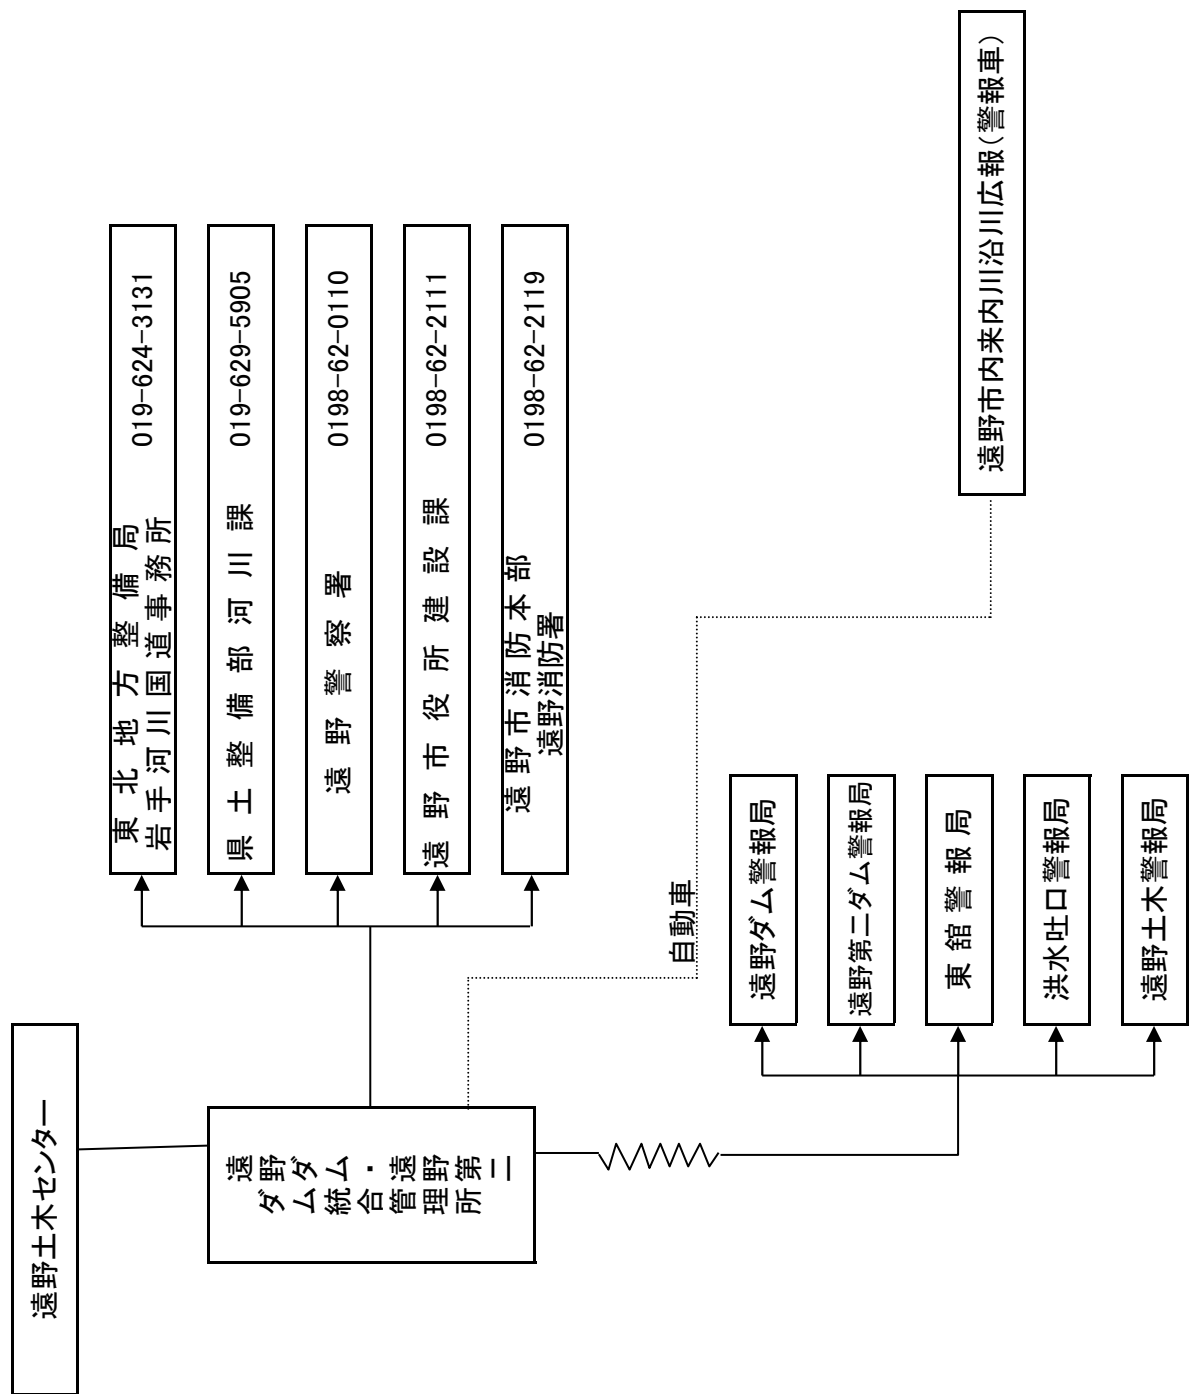 遠野土木センター
遠野ダム・遠野第二
ダム統合管理所
東北地方整備局
岩手河川国道事務所
019-624-3131
県土整備部河川課
019-629-5905
遠野警察署
0198-62-0110
遠野市役所建設課
0198-62-2111
遠野市消防本部
遠野消防署
0198-62-2119
自動車
遠野市内来内川沿川広報(警報車)
遠野ダム警報局
遠野第二ダム警報局
東舘警報局
洪水吐口警報局
遠野土木警報局